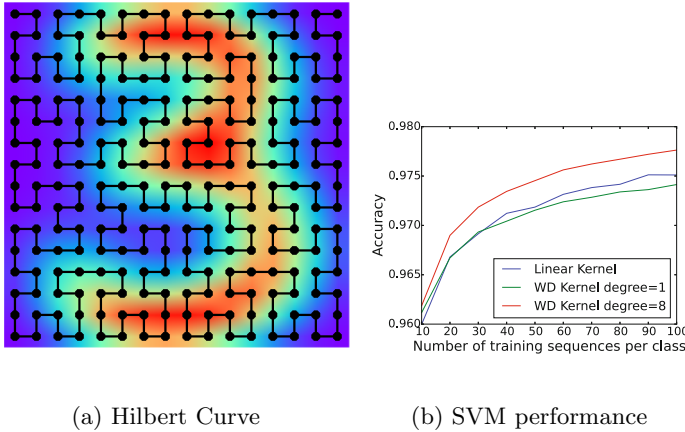 0.980
0.975
0.970
0.965
0.960
Accuracy
Linear Kernel
WD Kernel degree=1
WD Kernel degree=8
10 20 30 40 50 60 70 80 90 100
Number of training sequences per class
(a) Hilbert Curve (b) SVM performance